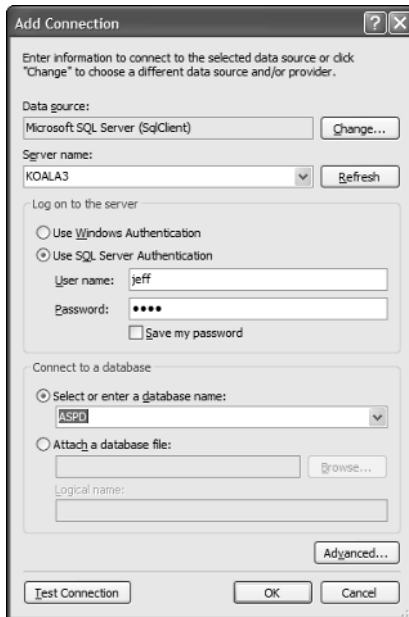 Add Connection
Enter information to connect to the selected data source or click
"Change" to choose a different data source and/or provider.
Data source:
Microsoft SQL Server (SqlClient)
Change...
Server name:
KOALA3
Refresh
Log on to the server
Use Windows Authentication
Use SQL Server Authentication
User name:
jeff
Password:
••••
Save my password
Connect to a database
Select or enter a database name:
ASPD
Attach a database file:
Browse...
Logical name:
Advanced...
Test Connection
OK
Cancel